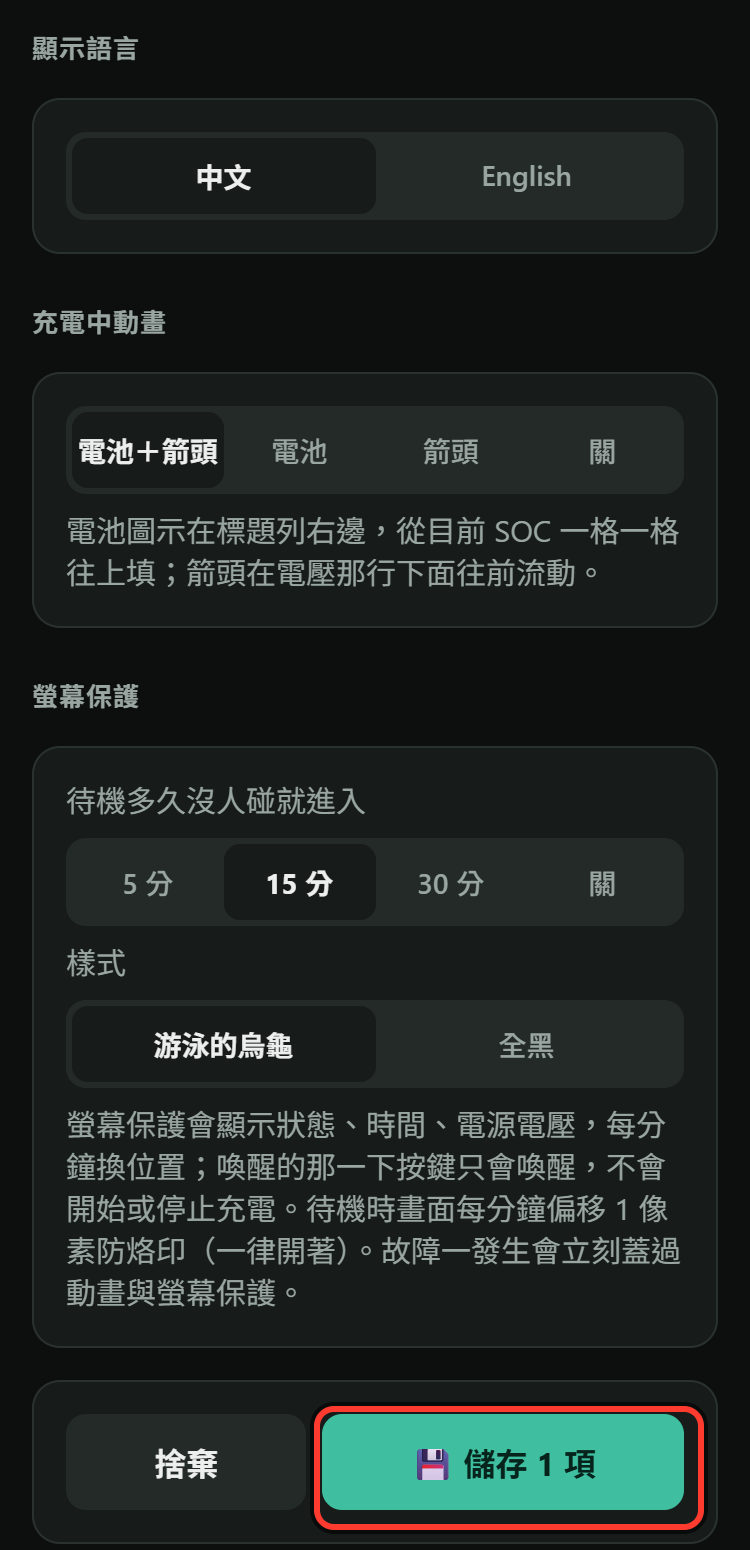 顯示語言
中文 English
充電中動畫
電池＋箭頭 電池 箭頭 關
電池圖示在標題列右邊，從目前 SOC 一格一格
往上填；箭頭在電壓那行下面往前流動。
螢幕保護
待機多久沒人碰就進入
5 分 15 分 30 分 關
樣式
游泳的烏龜 全黑
螢幕保護會顯示狀態、時間、電源電壓，每分
鐘換位置；喚醒的那一下按鍵只會喚醒，不會
開始或停止充電。待機時畫面每分鐘偏移 1 像
素防烙印（一律開著）。故障一發生會立刻蓋過
動畫與螢幕保護。
捨棄 💾 儲存 1 項